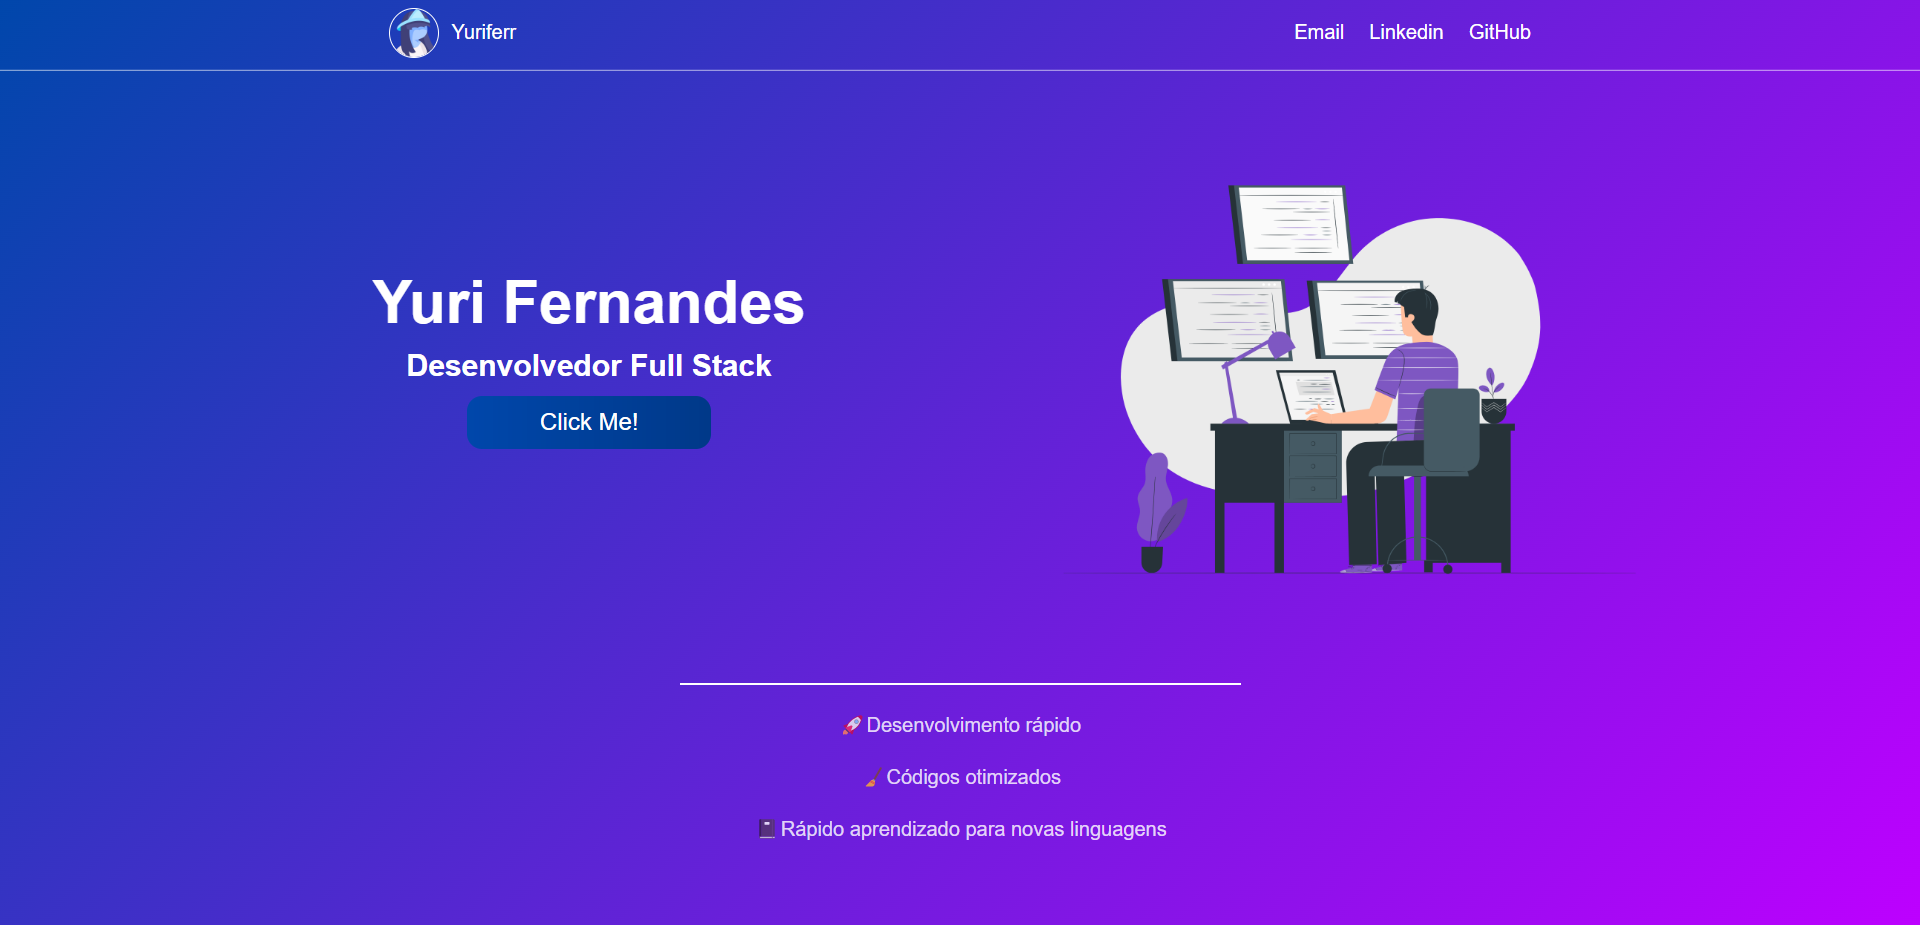 Yuriferr
Email Linkedin GitHub
Yuri Fernandes
Desenvolvedor Full Stack
Click Me!
🚀 Desenvolvimento rápido
🧹 Códigos otimizados
📓 Rápido aprendizado para novas linguagens